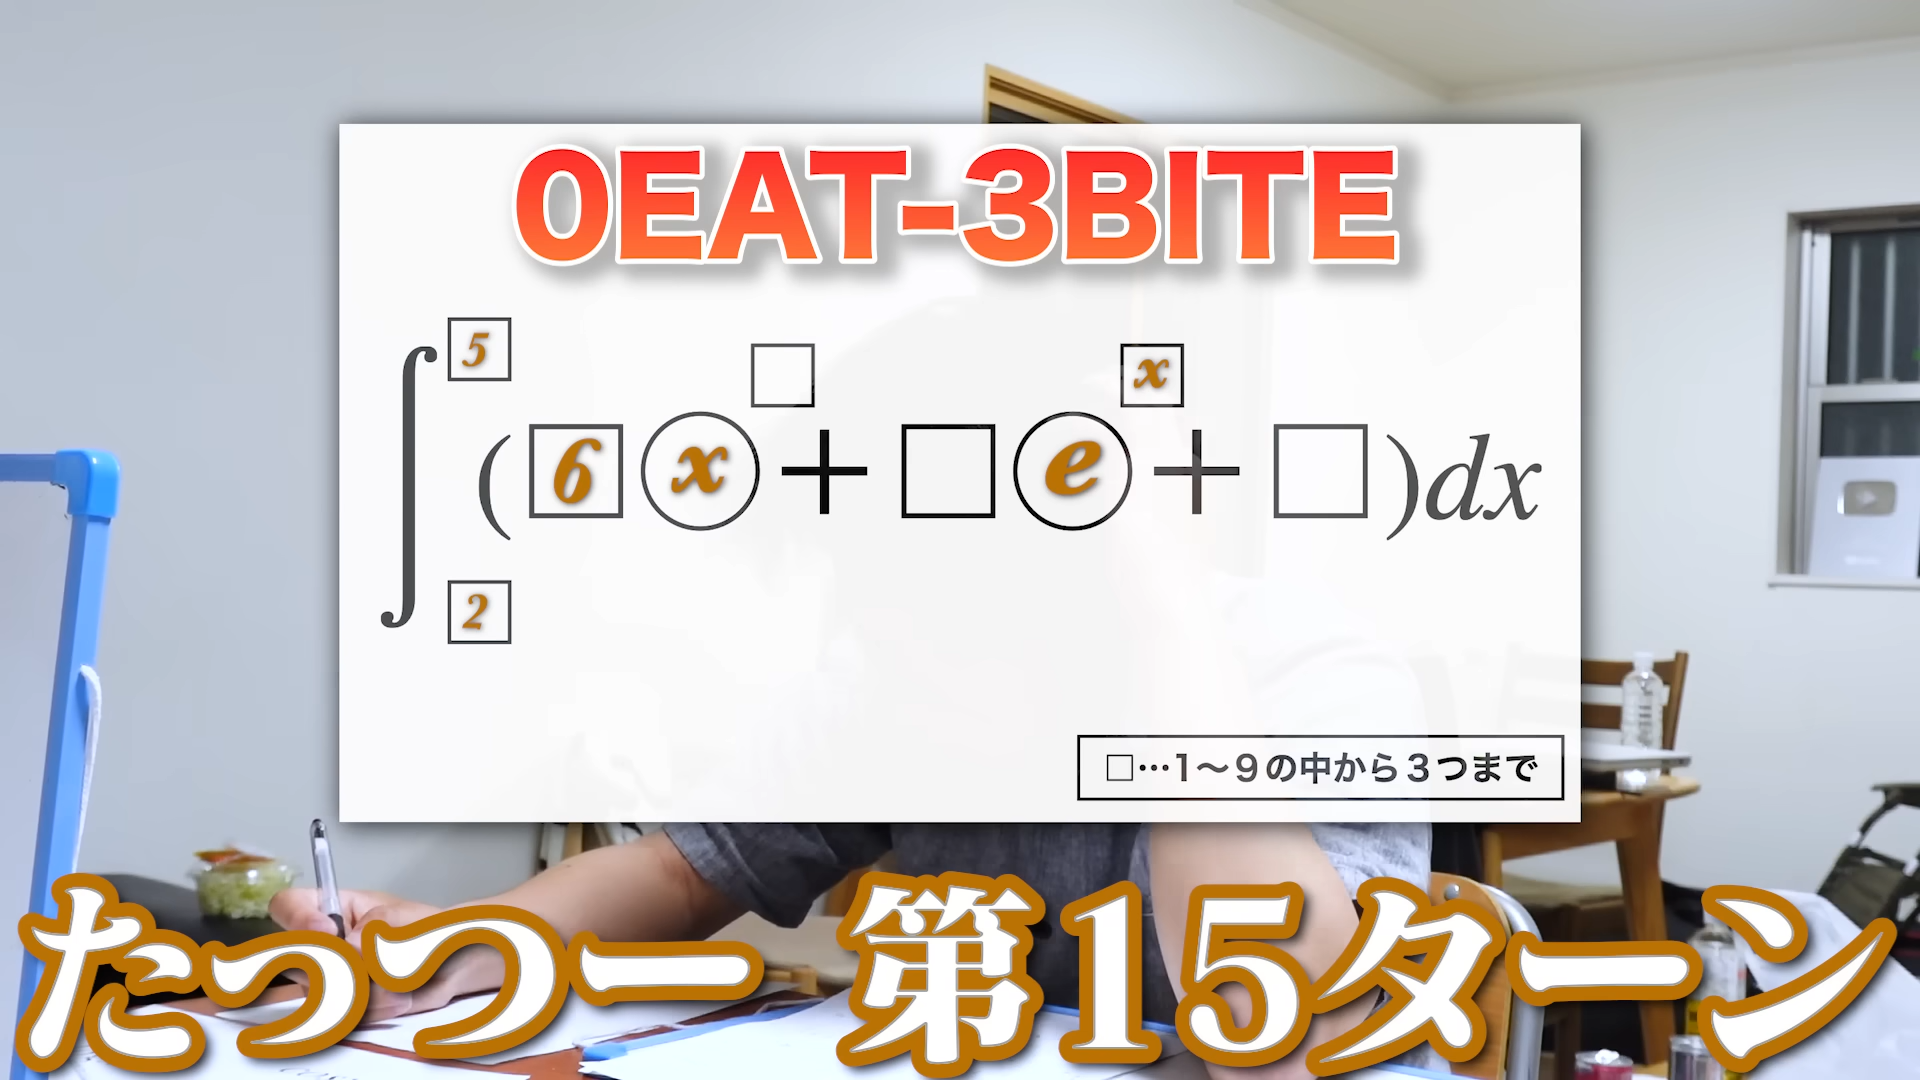 0EAT-3BITE
∫ 5 2 (6x□ + □e x + □)dx
□…1〜9の中から3つまで
たっつー 第15ターン